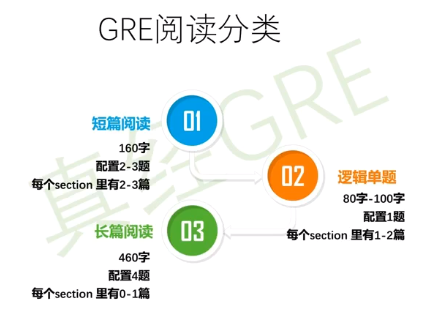 GRE阅读分类
01
短篇阅读
160字
配置2-3题
每个section 里有2-3篇
02
逻辑单题
80字-100字
配置1题
每个section 里有1-2篇
03
长篇阅读
460字
配置4题
每个section 里有0-1篇
真经GRE